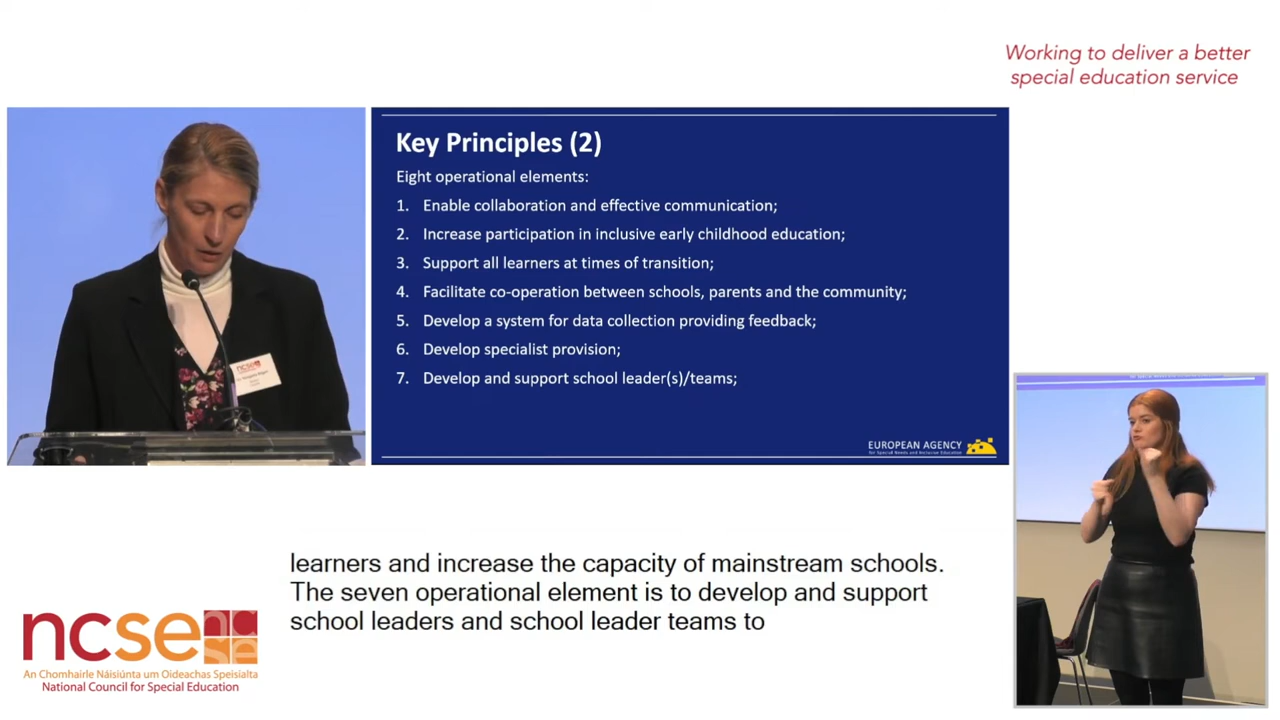 Working to deliver a better
special education service
Key Principles (2)
Eight operational elements:
1. Enable collaboration and effective communication;
2. Increase participation in inclusive early childhood education;
3. Support all learners at times of transition;
4. Facilitate co-operation between schools, parents and the community;
5. Develop a system for data collection providing feedback;
6. Develop specialist provision;
7. Develop and support school leader(s)/teams;
EUROPEAN AGENCY
for Special Needs and Inclusive Education
ncse
learners and increase the capacity of mainstream schools.
The seven operational element is to develop and support
school leaders and school leader teams to
ncse
nc
se
An Chomhairle Náisiúnta um Oideachas Speisialta
National Council for Special Education